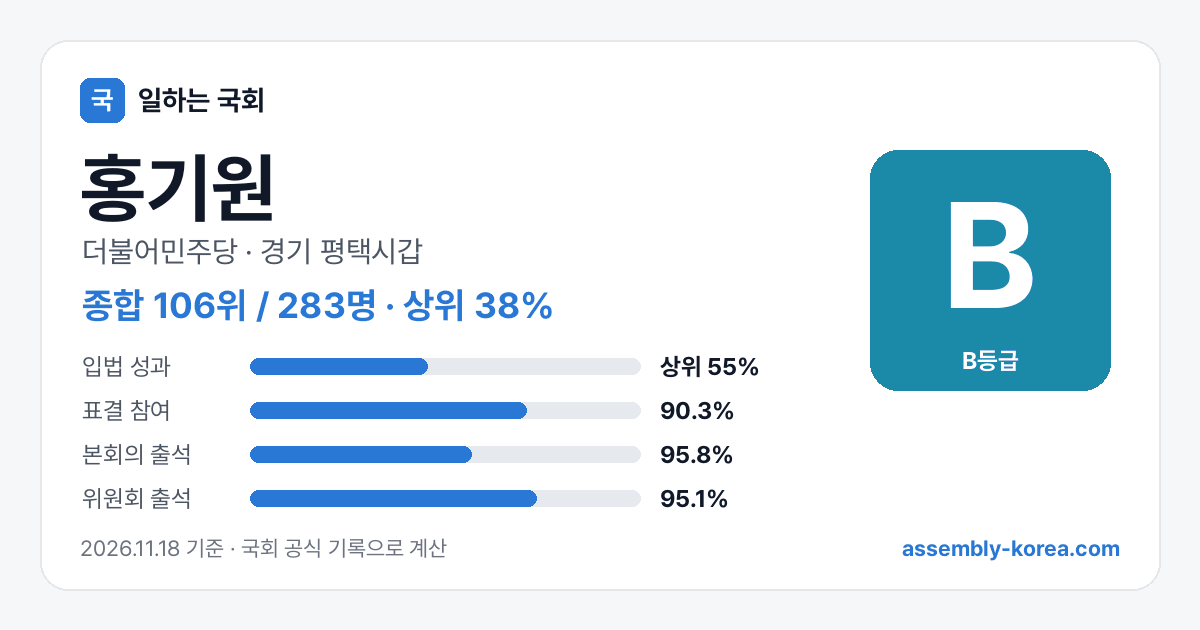 국 일하는 국회
홍기원
더불어민주당 · 경기 평택시갑
종합 106위 / 283명 · 상위 38%
B
B등급
입법 성과 상위 55%
표결 참여 90.3%
본회의 출석 95.8%
위원회 출석 95.1%
2026.11.18 기준 · 국회 공식 기록으로 계산
assembly-korea.com